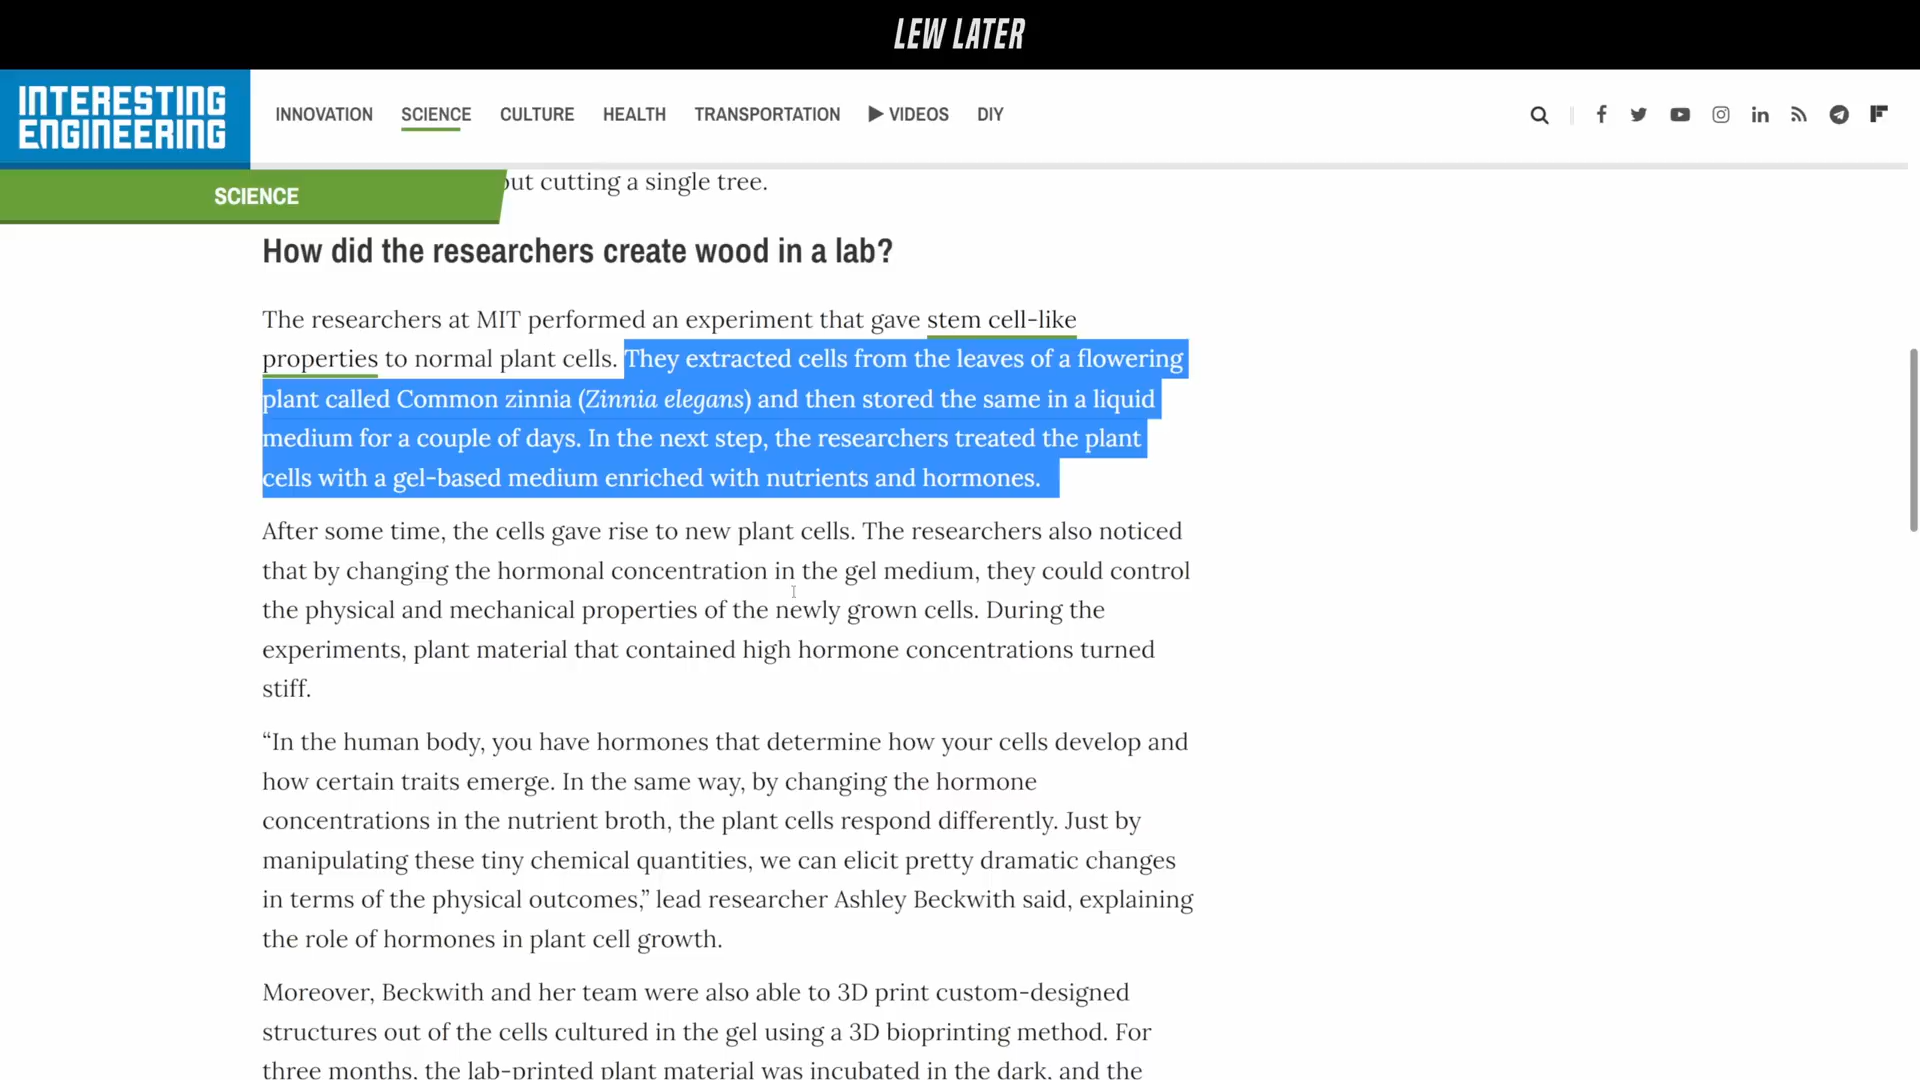 LEW LATER
INTERESTING
ENGINEERING
INNOVATION SCIENCE CULTURE HEALTH TRANSPORTATION VIDEOS DIY
SCIENCE
out cutting a single tree.
How did the researchers create wood in a lab?
The researchers at MIT performed an experiment that gave stem cell-like
properties to normal plant cells. They extracted cells from the leaves of a flowering
plant called Common zinnia (Zinnia elegans) and then stored the same in a liquid
medium for a couple of days. In the next step, the researchers treated the plant
cells with a gel-based medium enriched with nutrients and hormones.
After some time, the cells gave rise to new plant cells. The researchers also noticed
that by changing the hormonal concentration in the gel medium, they could control
the physical and mechanical properties of the newly grown cells. During the
experiments, plant material that contained high hormone concentrations turned
stiff.
“In the human body, you have hormones that determine how your cells develop and
how certain traits emerge. In the same way, by changing the hormone
concentrations in the nutrient broth, the plant cells respond differently. Just by
manipulating these tiny chemical quantities, we can elicit pretty dramatic changes
in terms of the physical outcomes,” lead researcher Ashley Beckwith said, explaining
the role of hormones in plant cell growth.
Moreover, Beckwith and her team were also able to 3D print custom-designed
structures out of the cells cultured in the gel using a 3D bioprinting method. For
three months, the lab-printed plant material was incubated in the dark, and the